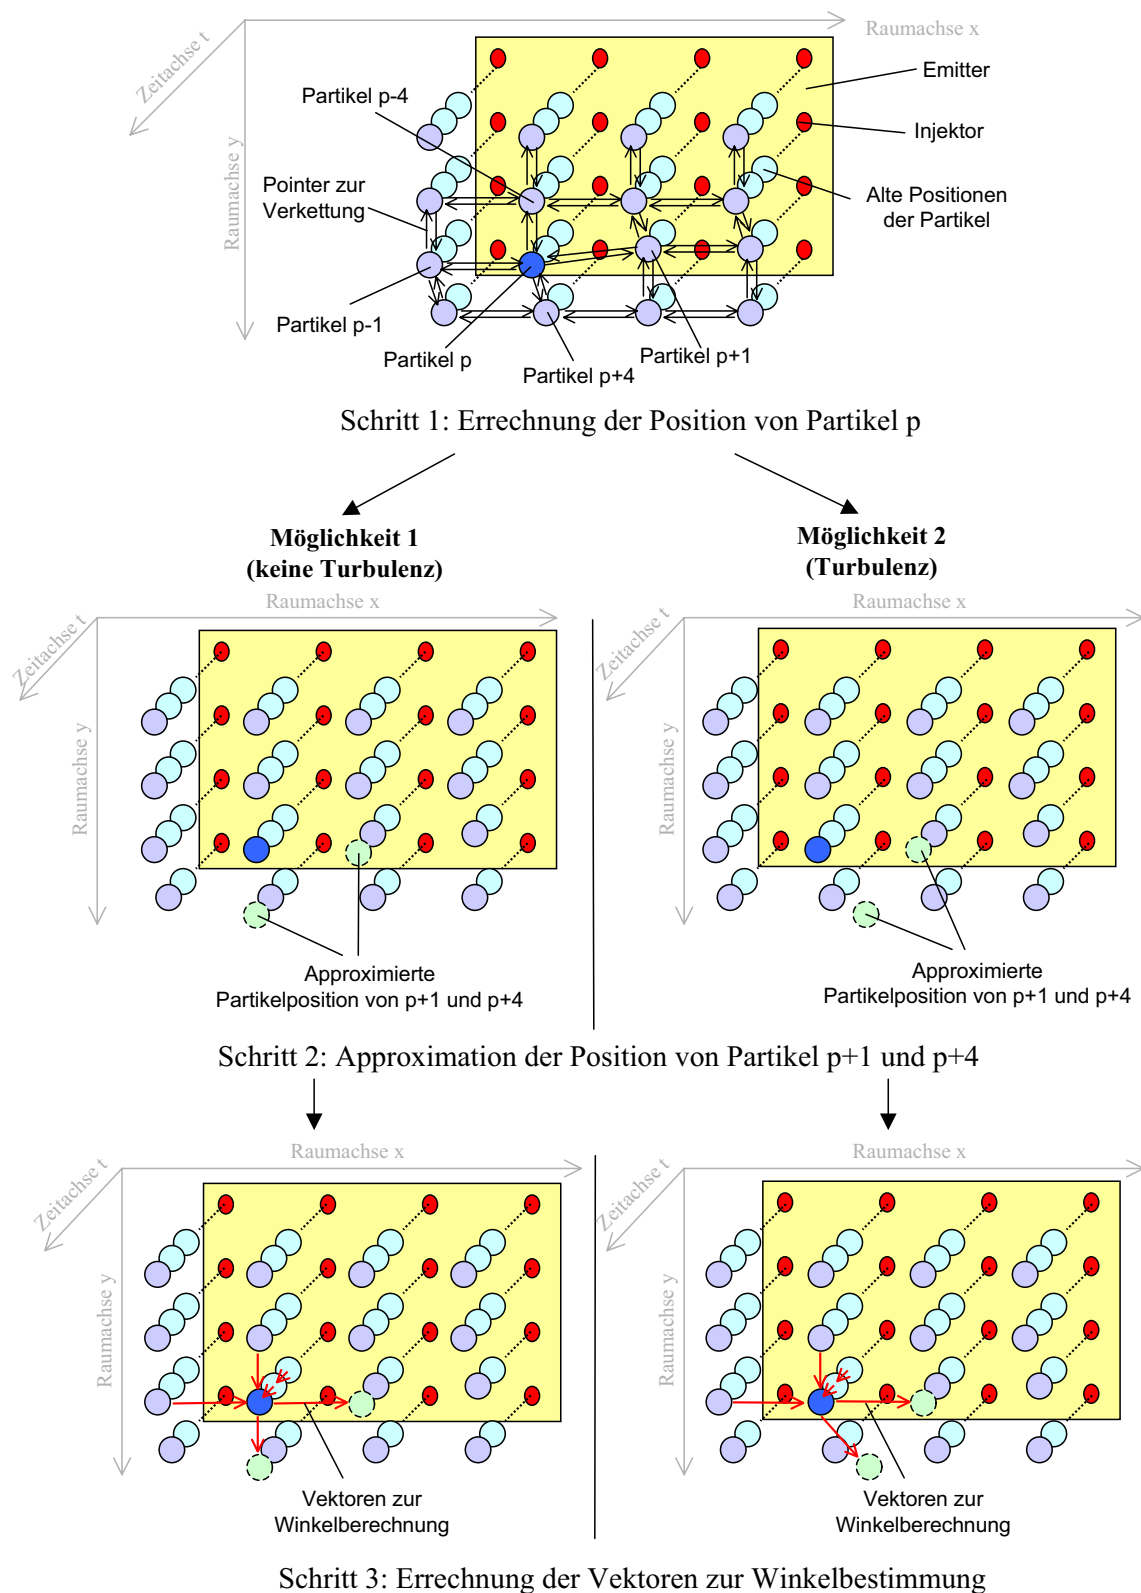 Raumachse x
Zeitachse t
Emitter
Partikel p-4
Injektor
Raumachse y
Pointer zur
Verkettung
Alte Positionen
der Partikel
Partikel p-1
Partikel p
Partikel p+4
Partikel p+1
Schritt 1: Errechnung der Position von Partikel p
Möglichkeit 1
(keine Turbulenz)
Möglichkeit 2
(Turbulenz)
Raumachse x
Zeitachse t
Raumachse y
Raumachse x
Zeitachse t
Raumachse y
Approximierte
Partikelposition von p+1 und p+4
Approximierte
Partikelposition von p+1 und p+4
Schritt 2: Approximation der Position von Partikel p+1 und p+4
Raumachse x
Zeitachse t
Raumachse y
Raumachse x
Zeitachse t
Raumachse y
Vektoren zur
Winkelberechnung
Vektoren zur
Winkelberechnung
Schritt 3: Errechnung der Vektoren zur Winkelbestimmung